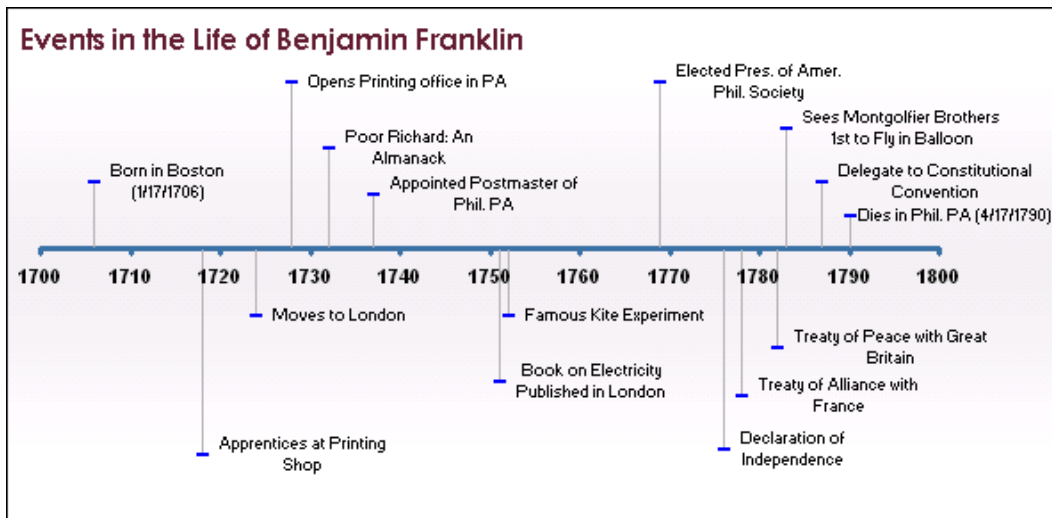 Events in the Life of Benjamin Franklin
Opens Printing office in PA
Elected Pres. of Amer.
Phil. Society
Poor Richard: An
Almanack
Sees Montgolfier Brothers
1st to Fly in Balloon
Born in Boston
(1/17/1706)
Appointed Postmaster of
Phil. PA
Delegate to Constitutional
Convention
Dies in Phil. PA (4/17/1790)
1700 1710 1720 1730 1740 1750 1760 1770 1780 1790 1800
Moves to London
Famous Kite Experiment
Treaty of Peace with Great
Britain
Book on Electricity
Published in London
Treaty of Alliance with
France
Apprentices at Printing
Shop
Declaration of
Independence